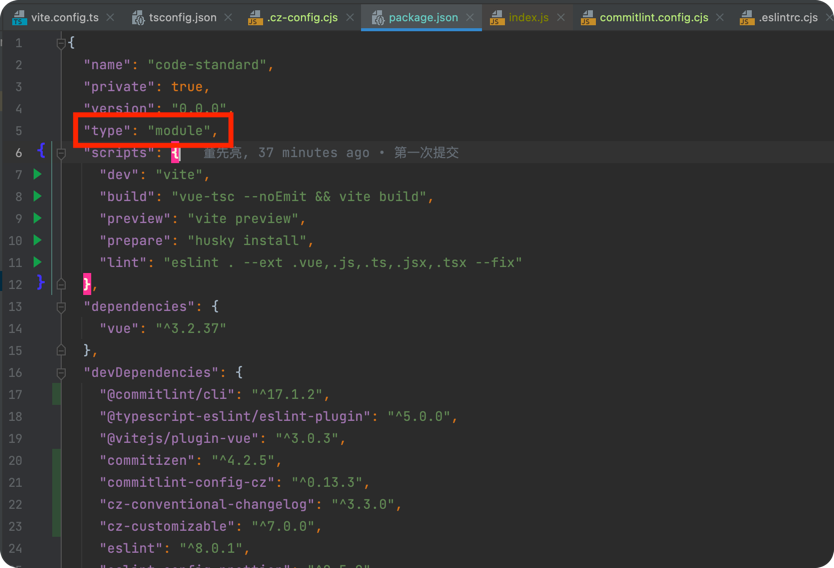 vite.config.ts tsconfig.json .cz-config.cjs package.json index.js commitlint.config.cjs .eslintrc.cjs
1 {
2 "name": "code-standard",
3 "private": true,
4 "version": "0.0.0",
5 "type": "module",
6 "scripts": { 董先亮, 37 minutes ago • 第一次提交
7 "dev": "vite",
8 "build": "vue-tsc --noEmit && vite build",
9 "preview": "vite preview",
10 "prepare": "husky install",
11 "lint": "eslint . --ext .vue,.js,.ts,.jsx,.tsx --fix"
12 },
13 "dependencies": {
14 "vue": "^3.2.37"
15 },
16 "devDependencies": {
17 "@commitlint/cli": "^17.1.2",
18 "@typescript-eslint/eslint-plugin": "^5.0.0",
19 "@vitejs/plugin-vue": "^3.0.3",
20 "commitizen": "^4.2.5",
21 "commitlint-config-cz": "^0.13.3",
22 "cz-conventional-changelog": "^3.3.0",
23 "cz-customizable": "^7.0.0",
24 "eslint": "^8.0.1",